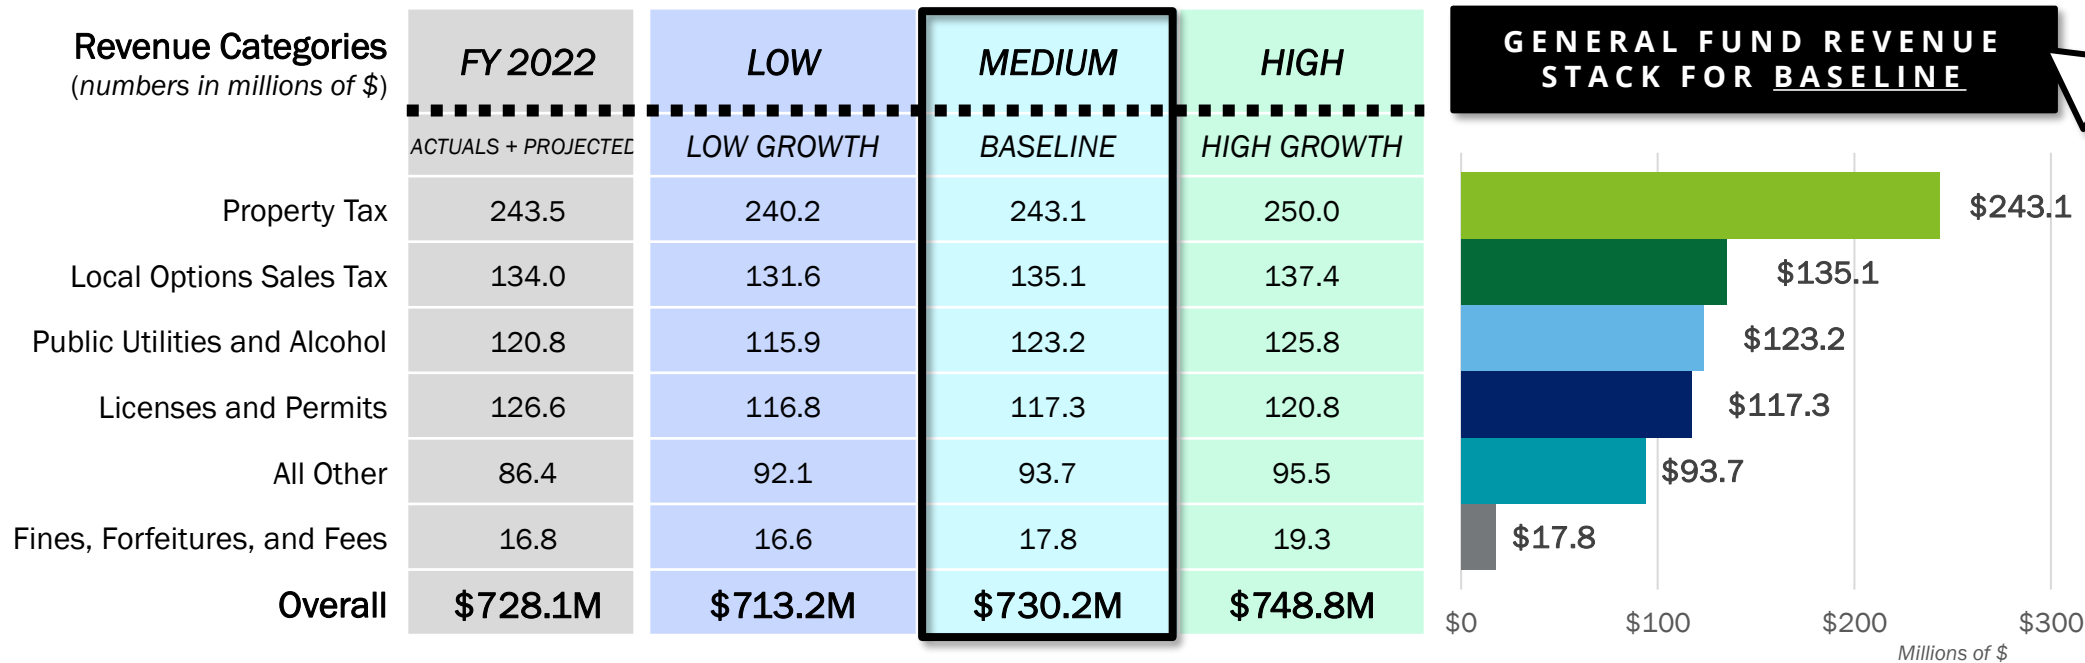 Revenue Categories
(numbers in millions of $)
FY 2022 LOW MEDIUM HIGH
ACTUALS + PROJECTED LOW GROWTH BASELINE HIGH GROWTH
Property Tax 243.5 240.2 243.1 250.0
Local Options Sales Tax 134.0 131.6 135.1 137.4
Public Utilities and Alcohol 120.8 115.9 123.2 125.8
Licenses and Permits 126.6 116.8 117.3 120.8
All Other 86.4 92.1 93.7 95.5
Fines, Forfeitures, and Fees 16.8 16.6 17.8 19.3
Overall $728.1M $713.2M $730.2M $748.8M
GENERAL FUND REVENUE
STACK FOR BASELINE
$243.1
$135.1
$123.2
$117.3
$93.7
$17.8
$0 $100 $200 $300
Millions of $